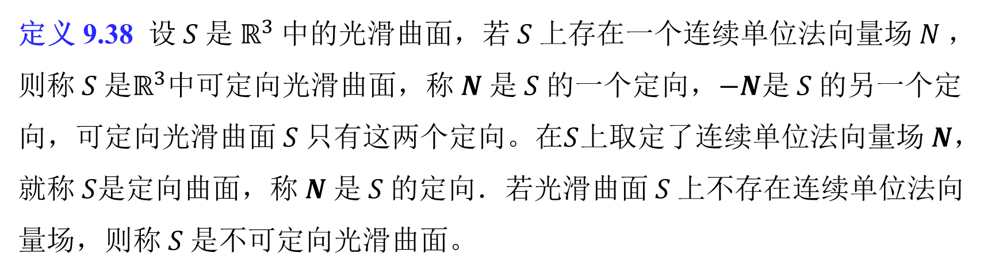 定义 9.38 设 S 是 ℝ³ 中的光滑曲面，若 S 上存在一个连续单位法向量场 N，
则称 S 是ℝ³中可定向光滑曲面，称 N 是 S 的一个定向，−N是 S 的另一个定
向，可定向光滑曲面 S 只有这两个定向。在S上取定了连续单位法向量场 N，
就称 S是定向曲面，称 N 是 S 的定向．若光滑曲面 S 上不存在连续单位法向
量场，则称 S 是不可定向光滑曲面。